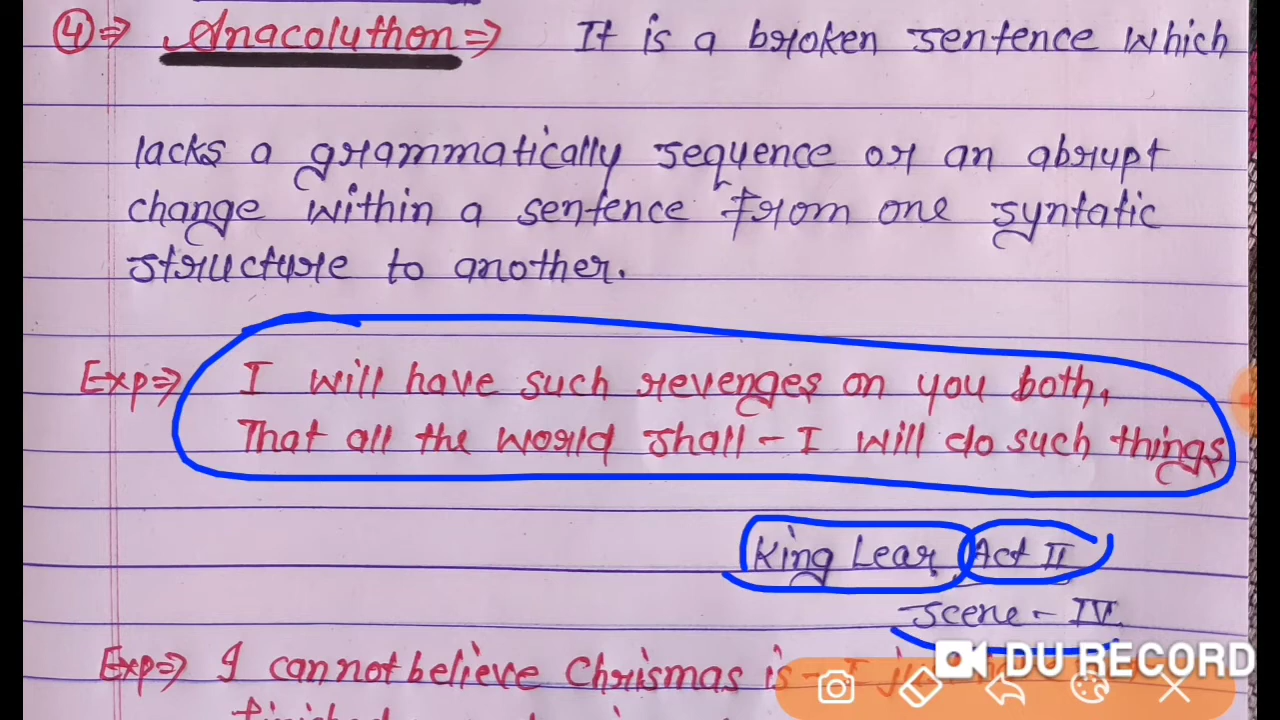 ④⇒ Anacoluthon⇒ It is a broken sentence which
lacks a grammatically sequence or an abrupt
change within a sentence from one syntatic
structure to another.
Exp⇒ I will have such revenges on you both,
That all the world shall – I will do such things
King Lear Act II
Scene - IV.
DU RECORD
Exp⇒ I cannot believe Chrismas is - I
finished